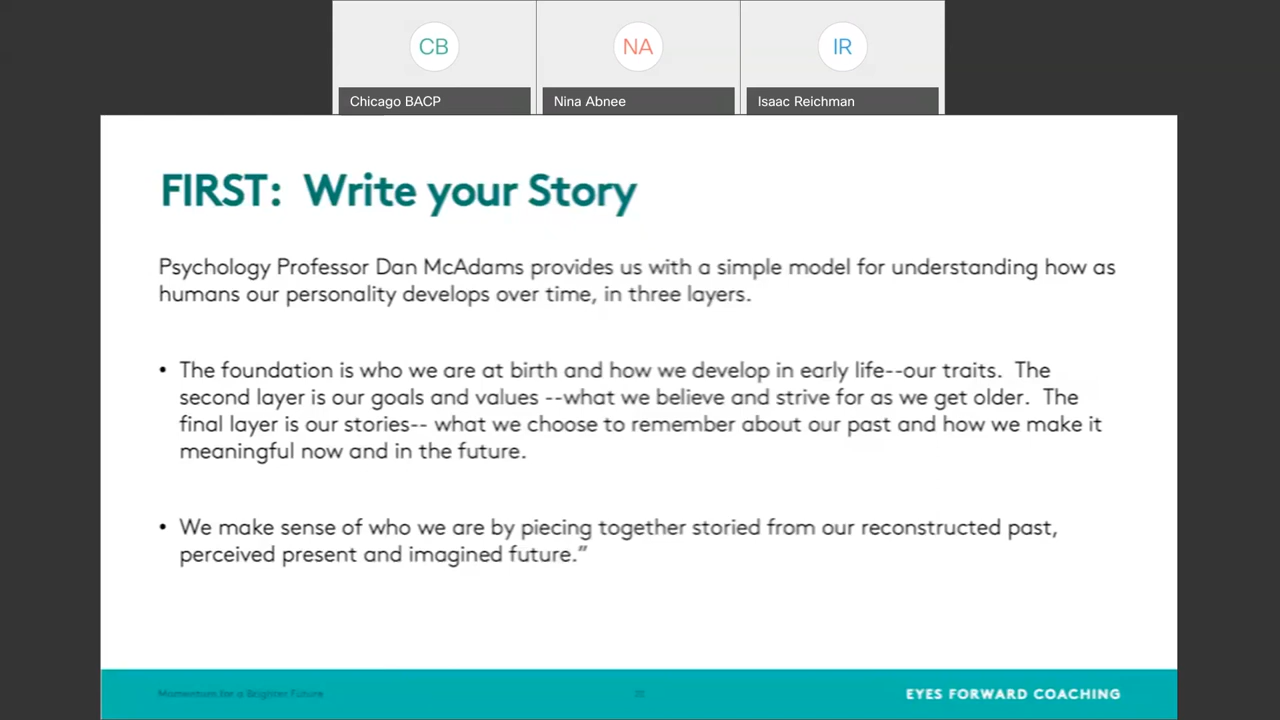 CB
NA
IR
Chicago BACP
Nina Abnee
Isaac Reichman
FIRST: Write your Story
Psychology Professor Dan McAdams provides us with a simple model for understanding how as
humans our personality develops over time, in three layers.
• The foundation is who we are at birth and how we develop in early life--our traits. The
second layer is our goals and values --what we believe and strive for as we get older. The
final layer is our stories-- what we choose to remember about our past and how we make it
meaningful now and in the future.
• We make sense of who we are by piecing together storied from our reconstructed past,
perceived present and imagined future.”
Momentum for a Brighter Future
EYES FORWARD COACHING